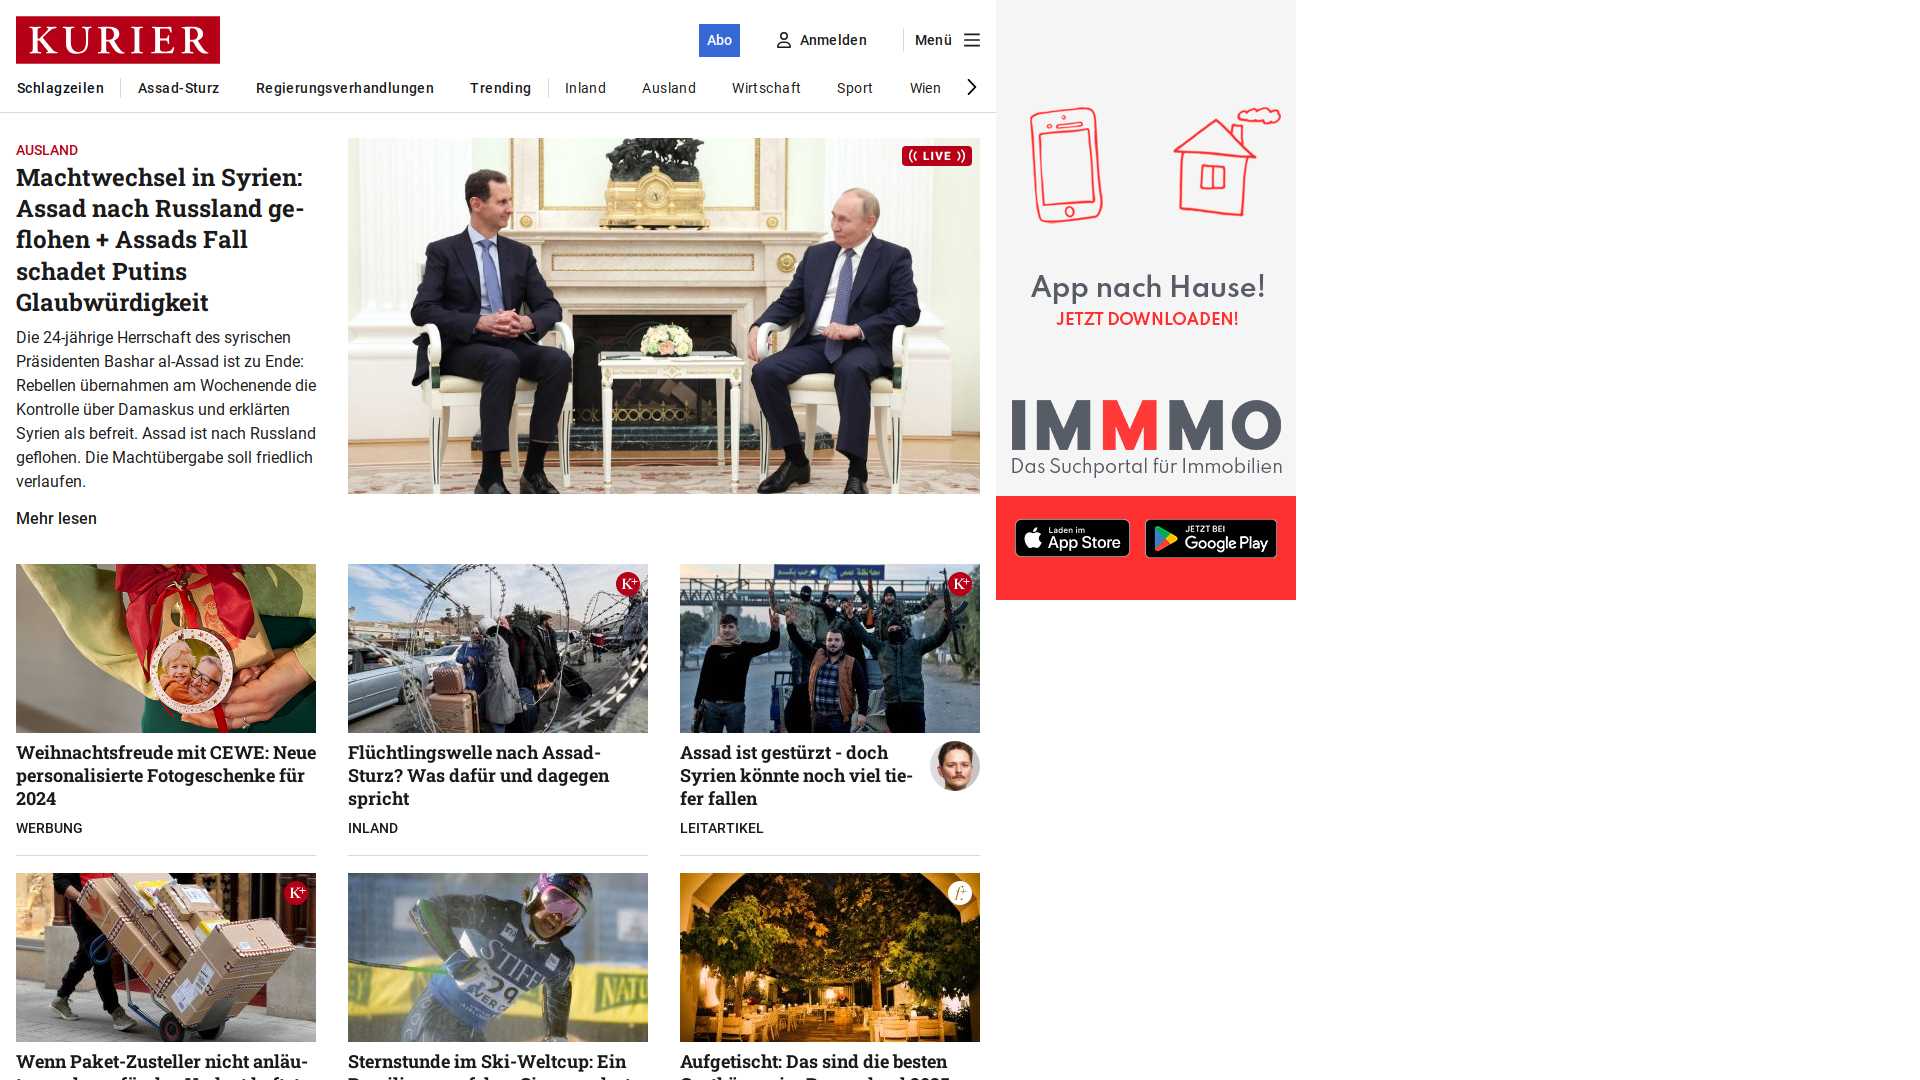 KURIER
Abo
Anmelden
Menü
Schlagzeilen
Assad-Sturz
Regierungsverhandlungen
Trending
Inland
Ausland
Wirtschaft
Sport
Wien
AUSLAND
Machtwechsel in Syrien:
Assad nach Russland ge-
flohen + Assads Fall
schadet Putins
Glaubwürdigkeit
Die 24-jährige Herrschaft des syrischen
Präsidenten Bashar al-Assad ist zu Ende:
Rebellen übernahmen am Wochenende die
Kontrolle über Damaskus und erklärten
Syrien als befreit. Assad ist nach Russland
geflohen. Die Machtübergabe soll friedlich
verlaufen.
Mehr lesen
LIVE
App nach Hause!
JETZT DOWNLOADEN!
IMMMO
Das Suchportal für Immobilien
Laden im
App Store
JETZT BEI
Google Play
K+
K+
Weihnachtsfreude mit CEWE: Neue
personalisierte Fotogeschenke für
2024
WERBUNG
Flüchtlingswelle nach Assad-
Sturz? Was dafür und dagegen
spricht
INLAND
Assad ist gestürzt - doch
Syrien könnte noch viel tie-
fer fallen
LEITARTIKEL
K+
STIFE
29
f+
Wenn Paket-Zusteller nicht anläu-
Sternstunde im Ski-Weltcup: Ein
Aufgetischt: Das sind die besten